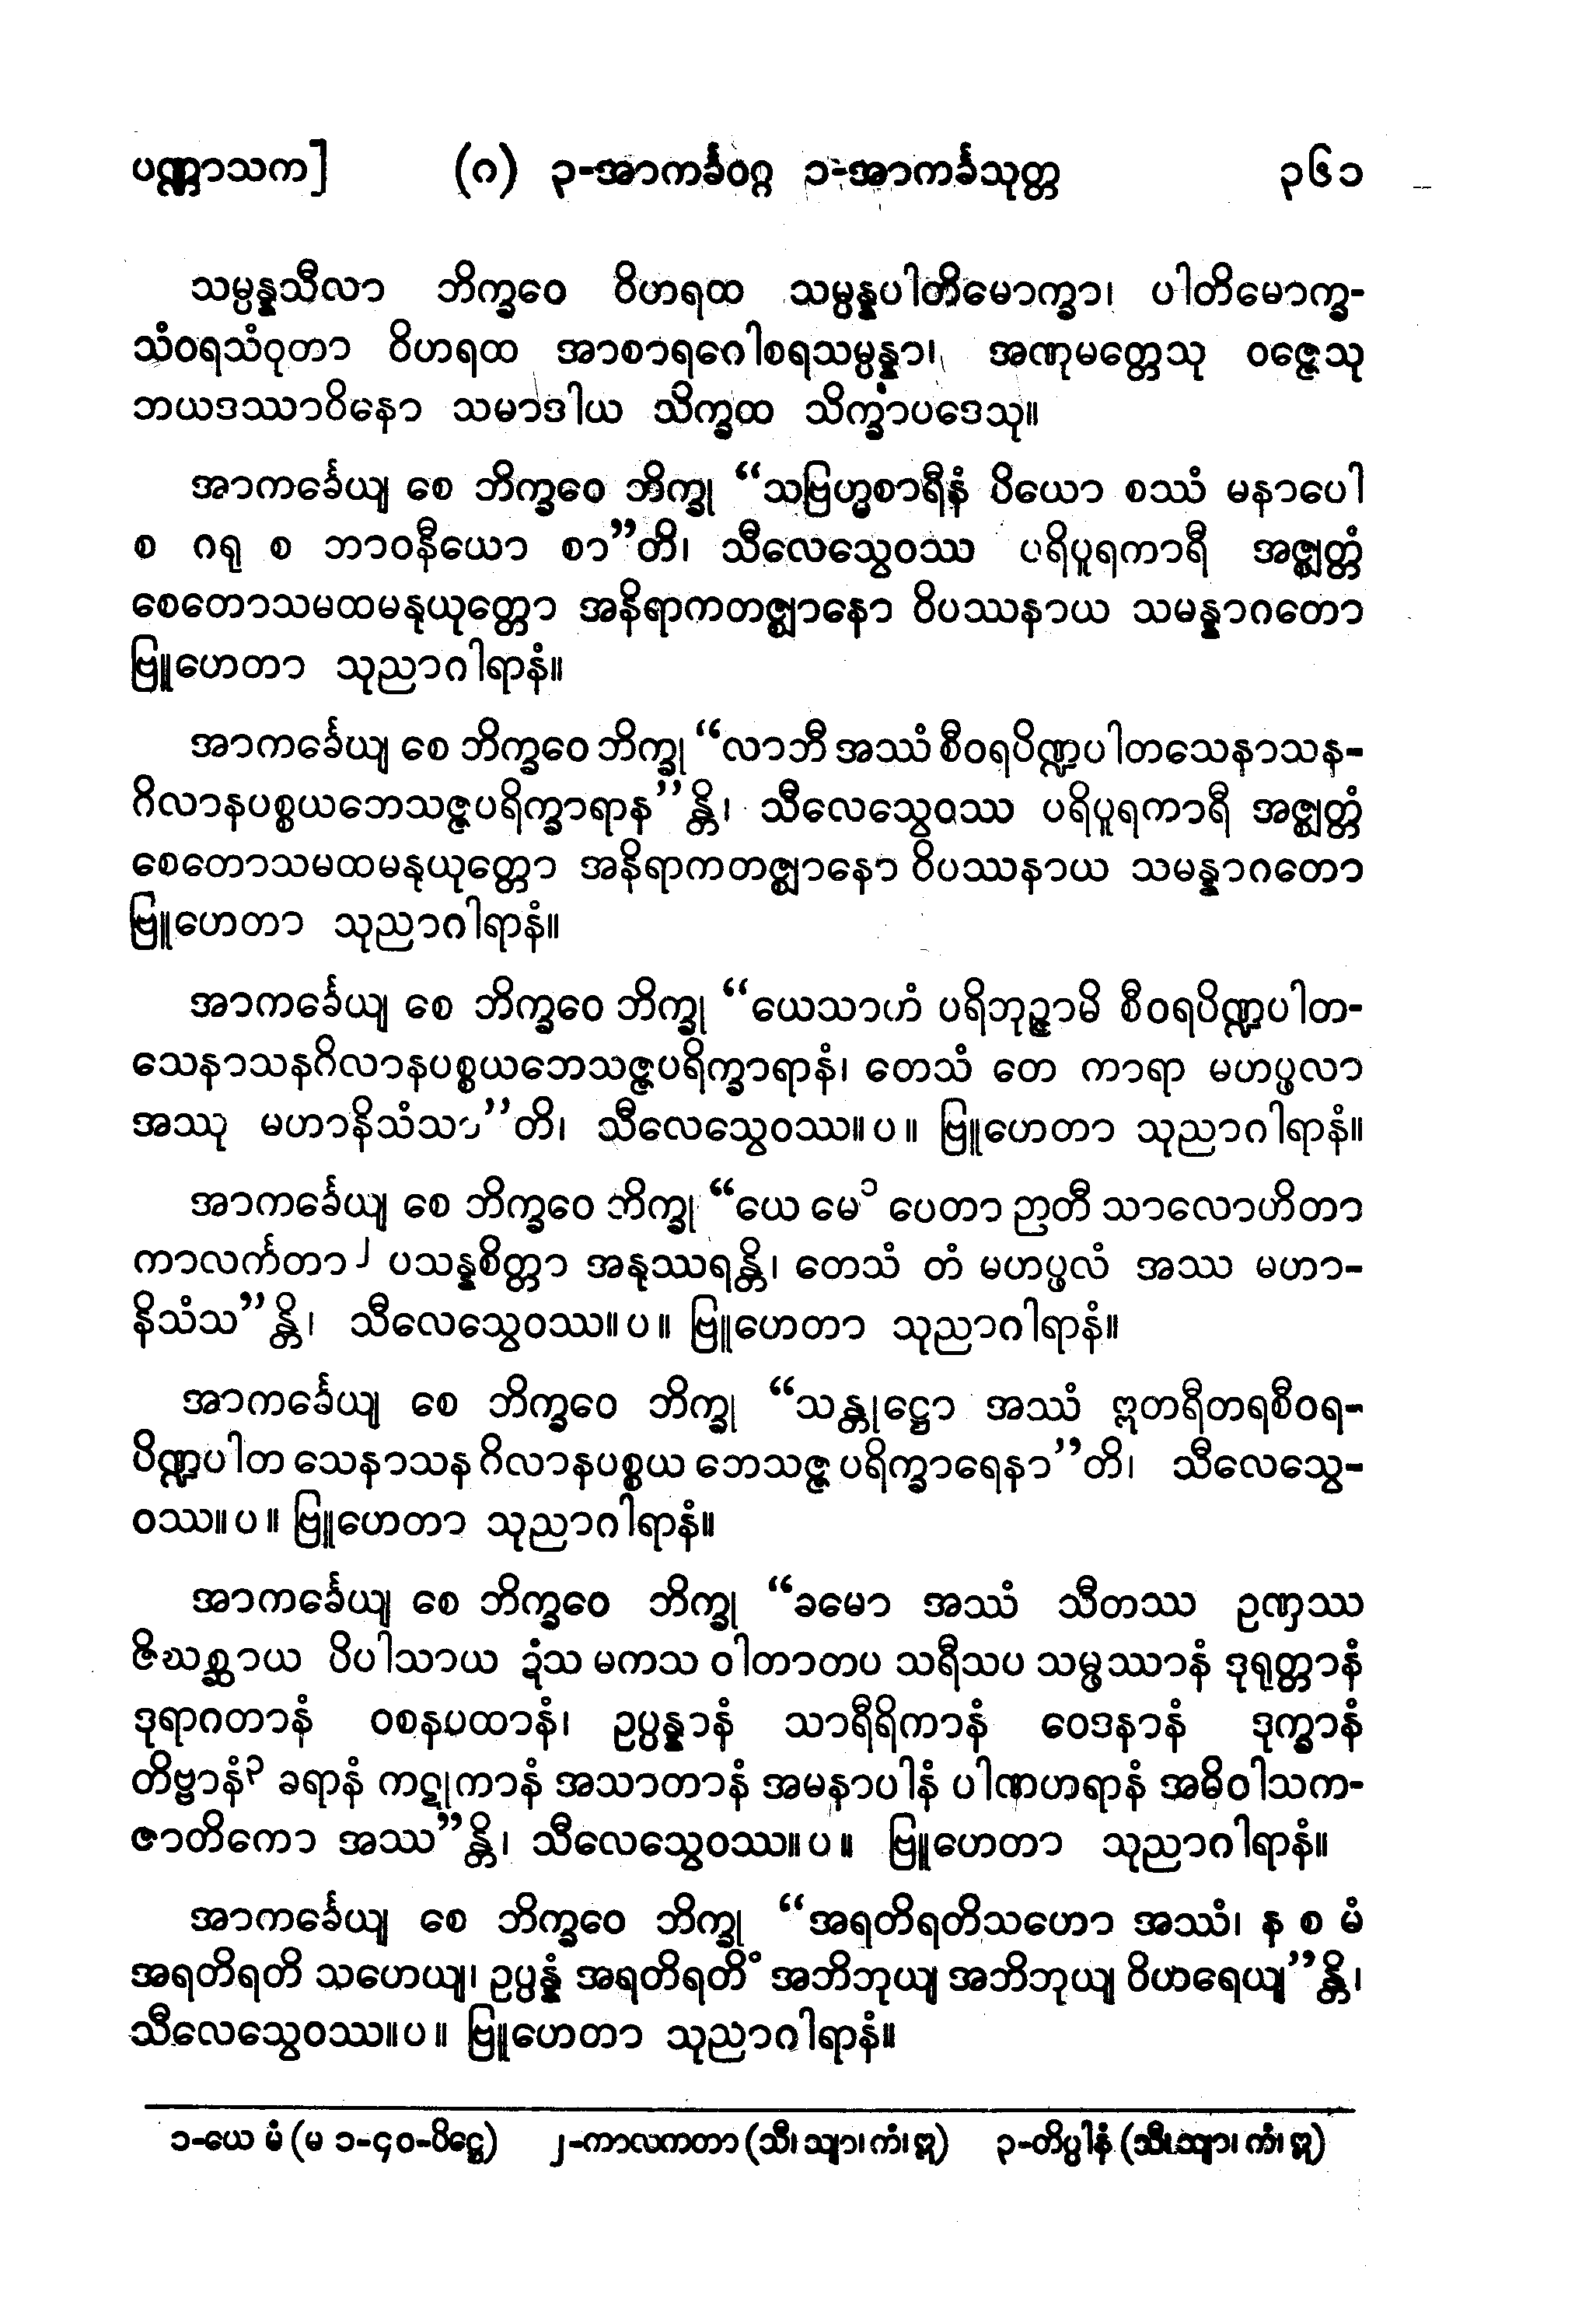 ပဏ္ဏာသက] (ဂ) ၃-အာကင်္ခဝဂ္ဂ ၁-အာကင်္ခသုတ္တ ၃၆၁
သမ္ပန္နသီလာ ဘိက္ခဝေ ဝိဟရထ သမ္ပန္နပါတိမောက္ခာ၊ ပါတိမောက္ခ-
သံဝရသံဝုတာ ဝိဟရထ အာစာရဂေါစရသမ္ပန္နာ၊ အဏုမတ္တေသု ဝဇ္ဇေသု
ဘယဒဿာဝိနော သမာဒါယ သိက္ခထ သိက္ခာပဒေသု။
အာကင်္ခေယျ စေ ဘိက္ခဝေ ဘိက္ခု “သဗြဟ္မစာရီနံ ပိယော စဿံ မနာပေါ
စ ဂရု စ ဘာဝနီယော စာ”တိ၊ သီလေသွေဝဿ ပရိပူရကာရီ အဇ္ဈတ္တံ
စေတောသမထမနုယုတ္တော အနိရာကတဇ္ဈာနော ဝိပဿနာယ သမန္နာဂတော
ဗြူဟေတာ သုညာဂါရာနံ။
အာကင်္ခေယျ စေ ဘိက္ခဝေ ဘိက္ခု “လာဘီ အဿံ စီဝရပိဏ္ဍပါတသေနာသန-
ဂိလာနပစ္စယဘေသဇ္ဇပရိက္ခာရာန”န္တိ၊ သီလေသွေဝဿ ပရိပူရကာရီ အဇ္ဈတ္တံ
စေတောသမထမနုယုတ္တော အနိရာကတဇ္ဈာနော ဝိပဿနာယ သမန္နာဂတော
ဗြူဟေတာ သုညာဂါရာနံ။
အာကင်္ခေယျ စေ ဘိက္ခဝေ ဘိက္ခု “ယေသာဟံ ပရိဘုဉ္ဇာမိ စီဝရပိဏ္ဍပါတ-
သေနာသနဂိလာနပစ္စယဘေသဇ္ဇပရိက္ခာရာနံ၊ တေသံ တေ ကာရာ မဟပ္ဖလာ
အဿု မဟာနိသံသာ”တိ၊ သီလေသွေဝဿ။ပ။ ဗြူဟေတာ သုညာဂါရာနံ။
အာကင်္ခေယျ စေ ဘိက္ခဝေ ဘိက္ခု “ယေ မေ၁ ပေတာ ဉာတီ သာလောဟိတာ
ကာလင်္ကတာ၂ ပသန္နစိတ္တာ အနုဿရန္တိ၊ တေသံ တံ မဟပ္ဖလံ အဿ မဟာ-
နိသံသ”န္တိ၊ သီလေသွေဝဿ။ပ။ ဗြူဟေတာ သုညာဂါရာနံ။
အာကင်္ခေယျ စေ ဘိက္ခဝေ ဘိက္ခု “သန္တုဋ္ဌော အဿံ ဣတရီတရစီဝရ-
ပိဏ္ဍပါတ သေနာသန ဂိလာနပစ္စယ ဘေသဇ္ဇ ပရိက္ခာရေနာ”တိ၊ သီလေသွေ-
ဝဿ။ပ။ ဗြူဟေတာ သုညာဂါရာနံ။
အာကင်္ခေယျ စေ ဘိက္ခဝေ ဘိက္ခု “ခမော အဿံ သီတဿ ဥဏှဿ
ဇိဃစ္ဆာယ ပိပါသာယ ဍံသ မကသ ဝါတာတပ သရီသပ သမ္ဖဿာနံ ဒုရုတ္တာနံ
ဒုရာဂတာနံ ဝစနပထာနံ၊ ဥပ္ပန္နာနံ သာရီရိကာနံ ဝေဒနာနံ ဒုက္ခာနံ
တိဗ္ဗာနံ၃ ခရာနံ ကဋုကာနံ အသာတာနံ အမနာပါနံ ပါဏဟရာနံ အဓိဝါသက-
ဇာတိကော အဿ”န္တိ၊ သီလေသွေဝဿ။ပ။ ဗြူဟေတာ သုညာဂါရာနံ။
အာကင်္ခေယျ စေ ဘိက္ခဝေ ဘိက္ခု “အရတိရတိသဟော အဿံ၊ န စ မံ
အရတိရတိ သဟေယျ၊ ဥပ္ပန္နံ အရတိရတိံ အဘိဘုယျ အဘိဘုယျ ဝိဟရေယျ”န္တိ၊
သီလေသွေဝဿ။ပ။ ဗြူဟေတာ သုညာဂါရာနံ။
၁-ယေ မံ (မ ၁-၄၀-ပိဋ္ဌေ) ၂-ကာလကတာ (သီ၊ သျာ၊ ကံ၊ ဣ) ၃-တိပ္ပါနံ (သီ၊ သျာ၊ ကံ၊ ဣ)